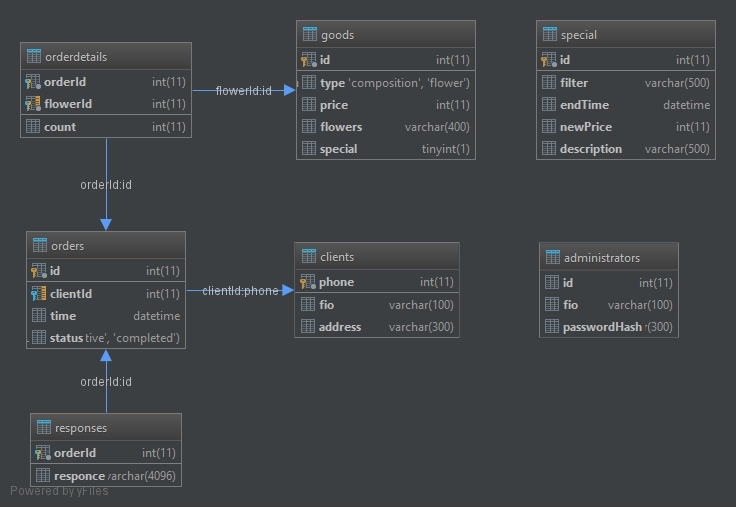 orderdetails
orderId int(11)
flowerId int(11)
count int(11)
flowerId:id
goods
id int(11)
type 'composition', 'flower')
price int(11)
flowers varchar(400)
special tinyint(1)
special
id int(11)
filter varchar(500)
endTime datetime
newPrice int(11)
description varchar(500)
orderId:id
orders
id int(11)
clientId int(11)
time datetime
status tive', 'completed')
clientId:phone
clients
phone int(11)
fio varchar(100)
address varchar(300)
administrators
id int(11)
fio varchar(100)
passwordHash (300)
orderId:id
responses
orderId int(11)
responce varchar(4096)
Powered by yFiles